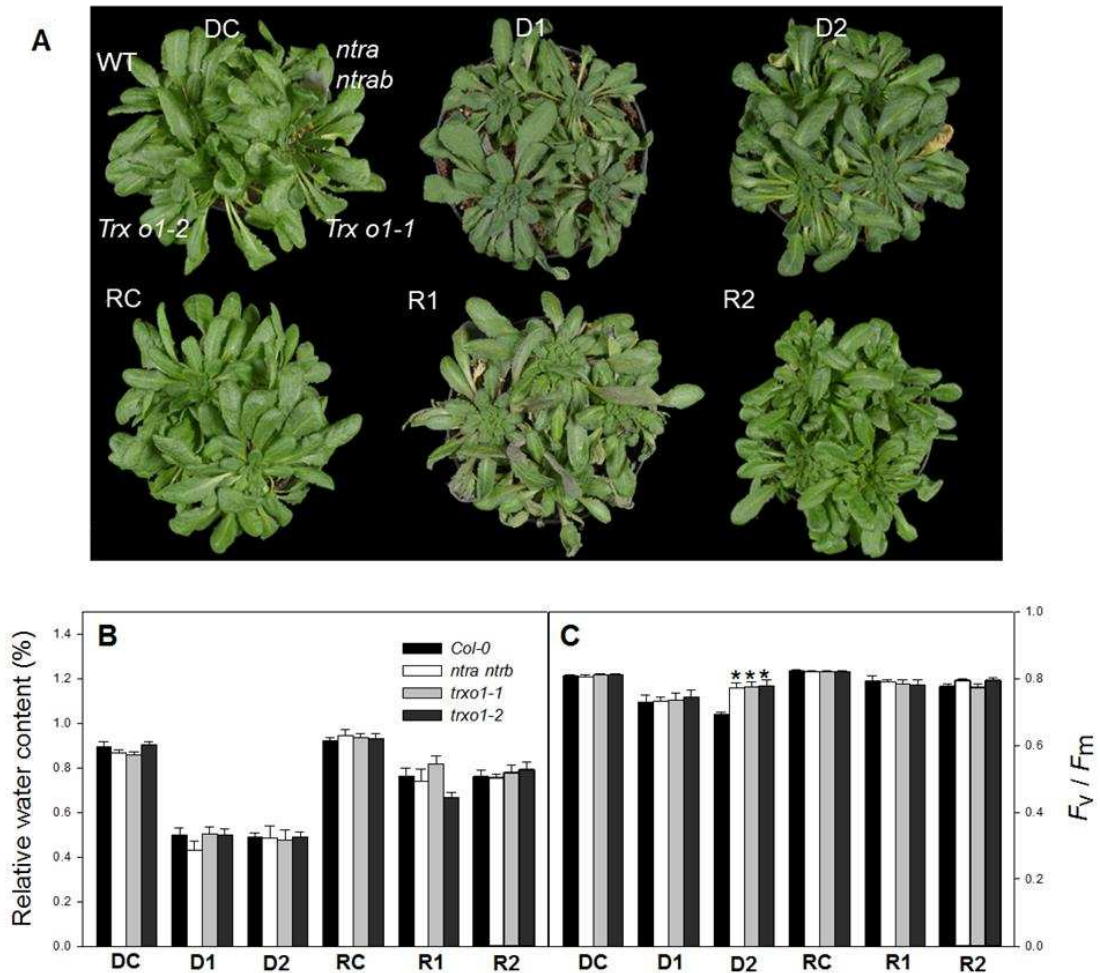 A
DC
D1
D2
WT
ntra
ntrab
Trx o1-2
Trx o1-1
RC
R1
R2
B
C
Col-0
ntra ntrb
trxo1-1
trxo1-2
***
Relative water content (%)
1.4
1.2
1.0
0.8
0.6
0.4
0.2
0.0
1.0
0.8
0.6
0.4
0.2
0.0
Fv / Fm
DC D1 D2 RC R1 R2 DC D1 D2 RC R1 R2